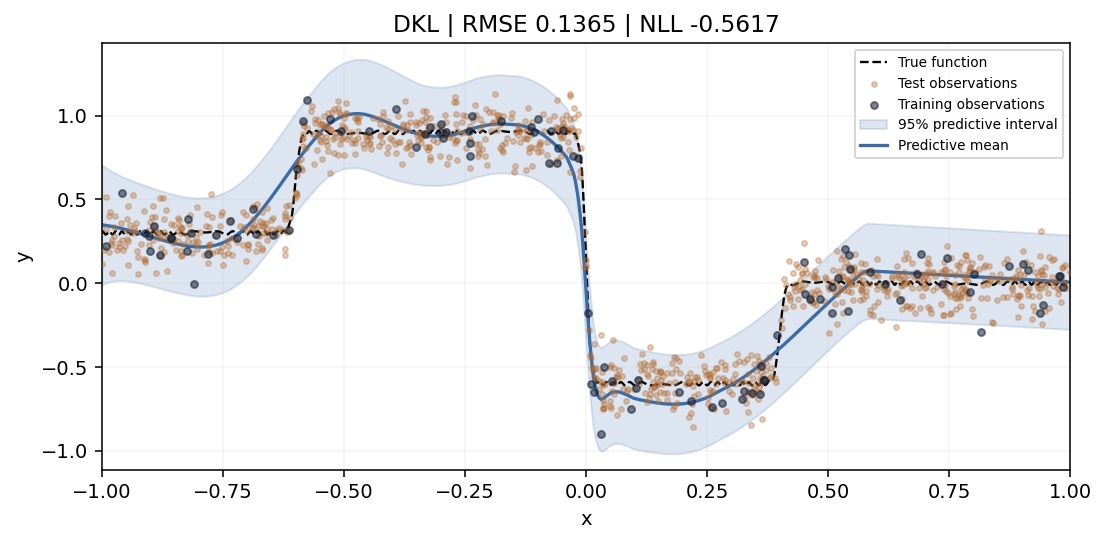 DKL | RMSE 0.1365 | NLL -0.5617
True function
Test observations
Training observations
95% predictive interval
Predictive mean
y
1.0
0.5
0.0
−0.5
−1.0
−1.00 −0.75 −0.50 −0.25 0.00 0.25 0.50 0.75 1.00
x